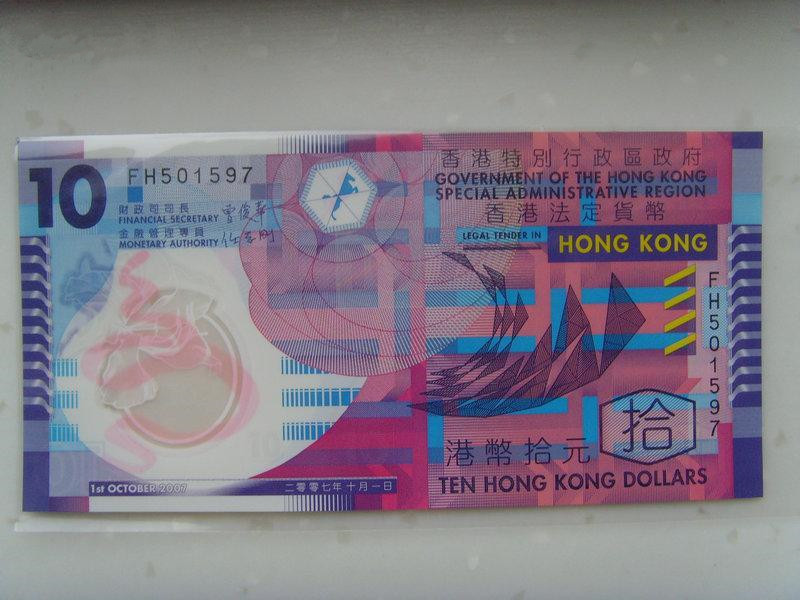 10
FH501597
財政司司長
FINANCIAL SECRETARY
金融管理專員
MONETARY AUTHORITY
香港特別行政區政府
GOVERNMENT OF THE HONG KONG
SPECIAL ADMINISTRATIVE REGION
香港法定貨幣
LEGAL TENDER IN
HONG KONG
FH501597
10
拾
港幣拾元
TEN HONG KONG DOLLARS
1st OCTOBER 2007
二零零七年十月一日